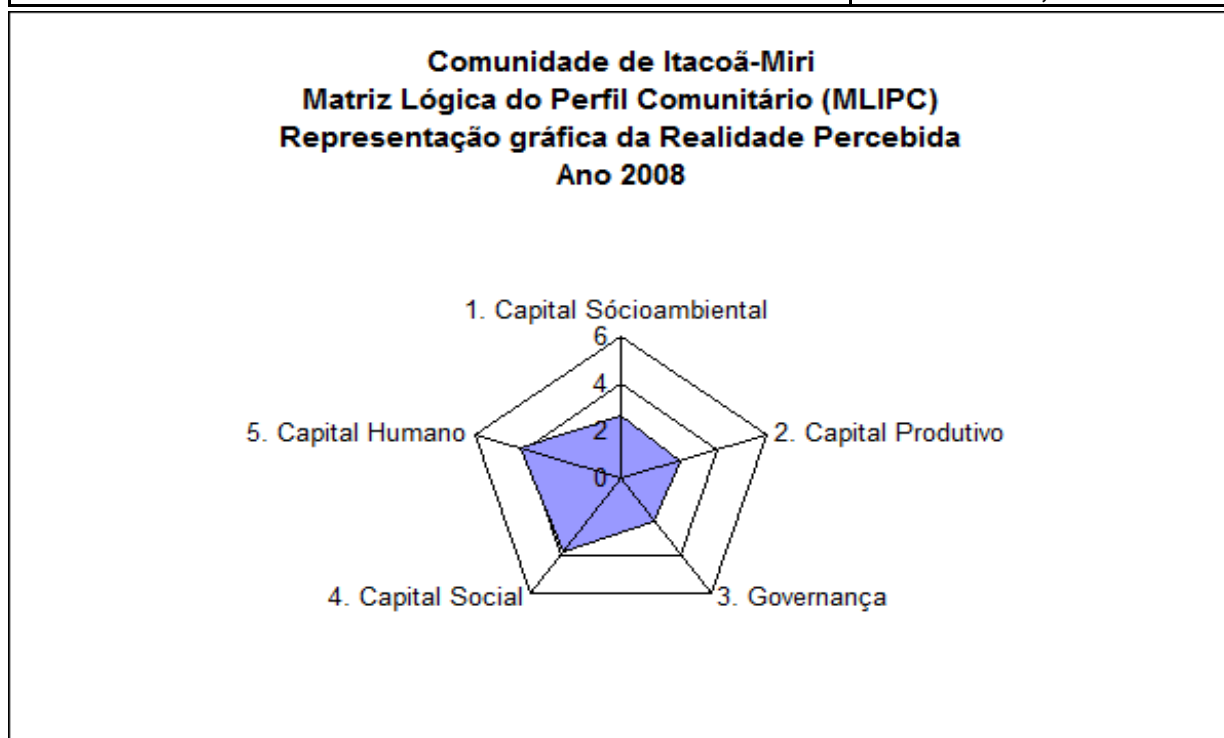 Comunidade de Itacoã-Miri
Matriz Lógica do Perfil Comunitário (MLIPC)
Representação gráfica da Realidade Percebida
Ano 2008
1. Capital Sócioambiental
6
4
5. Capital Humano
2
2. Capital Produtivo
0
4. Capital Social
3. Governança